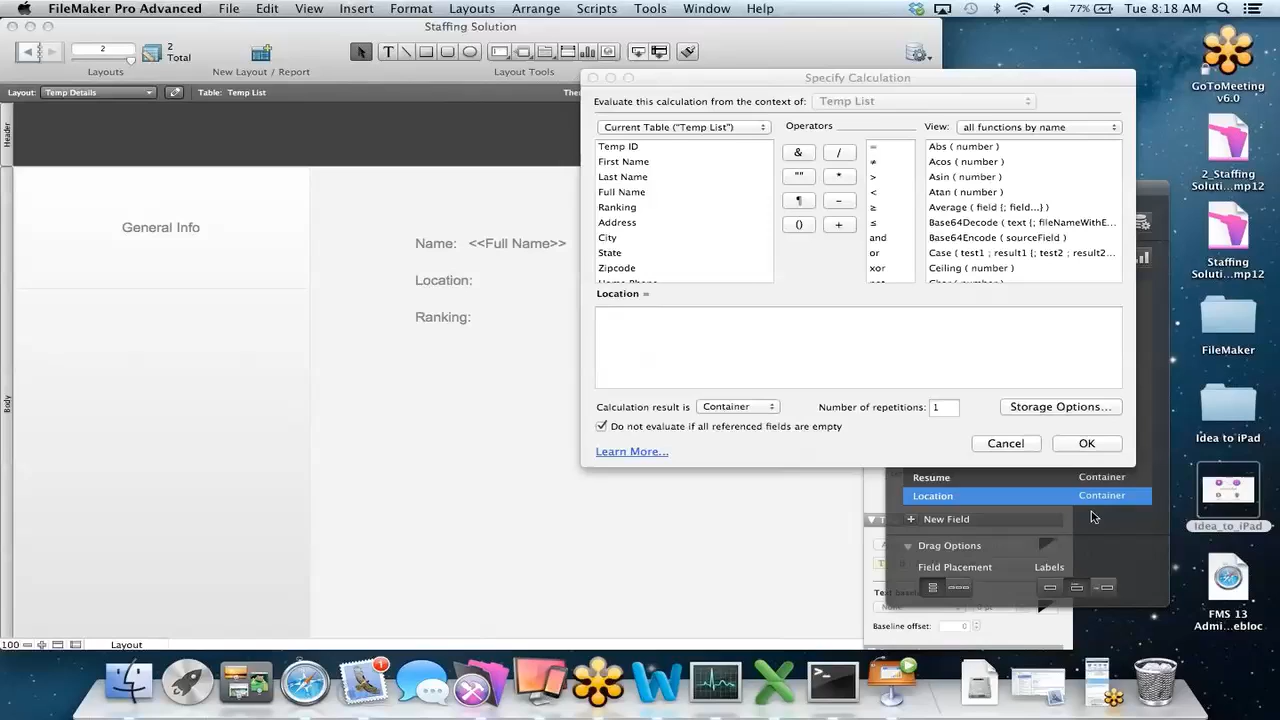 FileMaker Pro Advanced File Edit View Insert Format Layouts Arrange Scripts Tools Window Help 77% Tue 8:18 AM
Staffing Solution
2
2
Total
Layouts
New Layout / Report
Layout Tools
Layout: Temp Details Table: Temp List
Header
Body
General Info
Name: <<Full Name>>
Location:
Ranking:
100 Layout
Specify Calculation
Evaluate this calculation from the context of: Temp List
Current Table ("Temp List")
Operators
View: all functions by name
Temp ID
First Name
Last Name
Full Name
Ranking
Address
City
State
Zipcode
& /
"" *
¶ −
() +
=
≠
>
<
≥
≤
and
or
xor
Abs ( number )
Acos ( number )
Asin ( number )
Atan ( number )
Average ( field {; field...} )
Base64Decode ( text {; fileNameWithE...
Base64Encode ( sourceField )
Case ( test1 ; result1 {; test2 ; result2...
Ceiling ( number )
Location =
Calculation result is Container
Number of repetitions: 1
Storage Options...
Do not evaluate if all referenced fields are empty
Learn More...
Cancel
OK
Resume Container
Location Container
+ New Field
Drag Options
Field Placement Labels
Baseline offset: 0
GoToMeeting
v6.0
2_Staffing
Soluti....mp12
Staffing
Soluti....mp12
FileMaker
Idea to iPad
Idea_to_iPad
FMS 13
Admi...ebloc
1